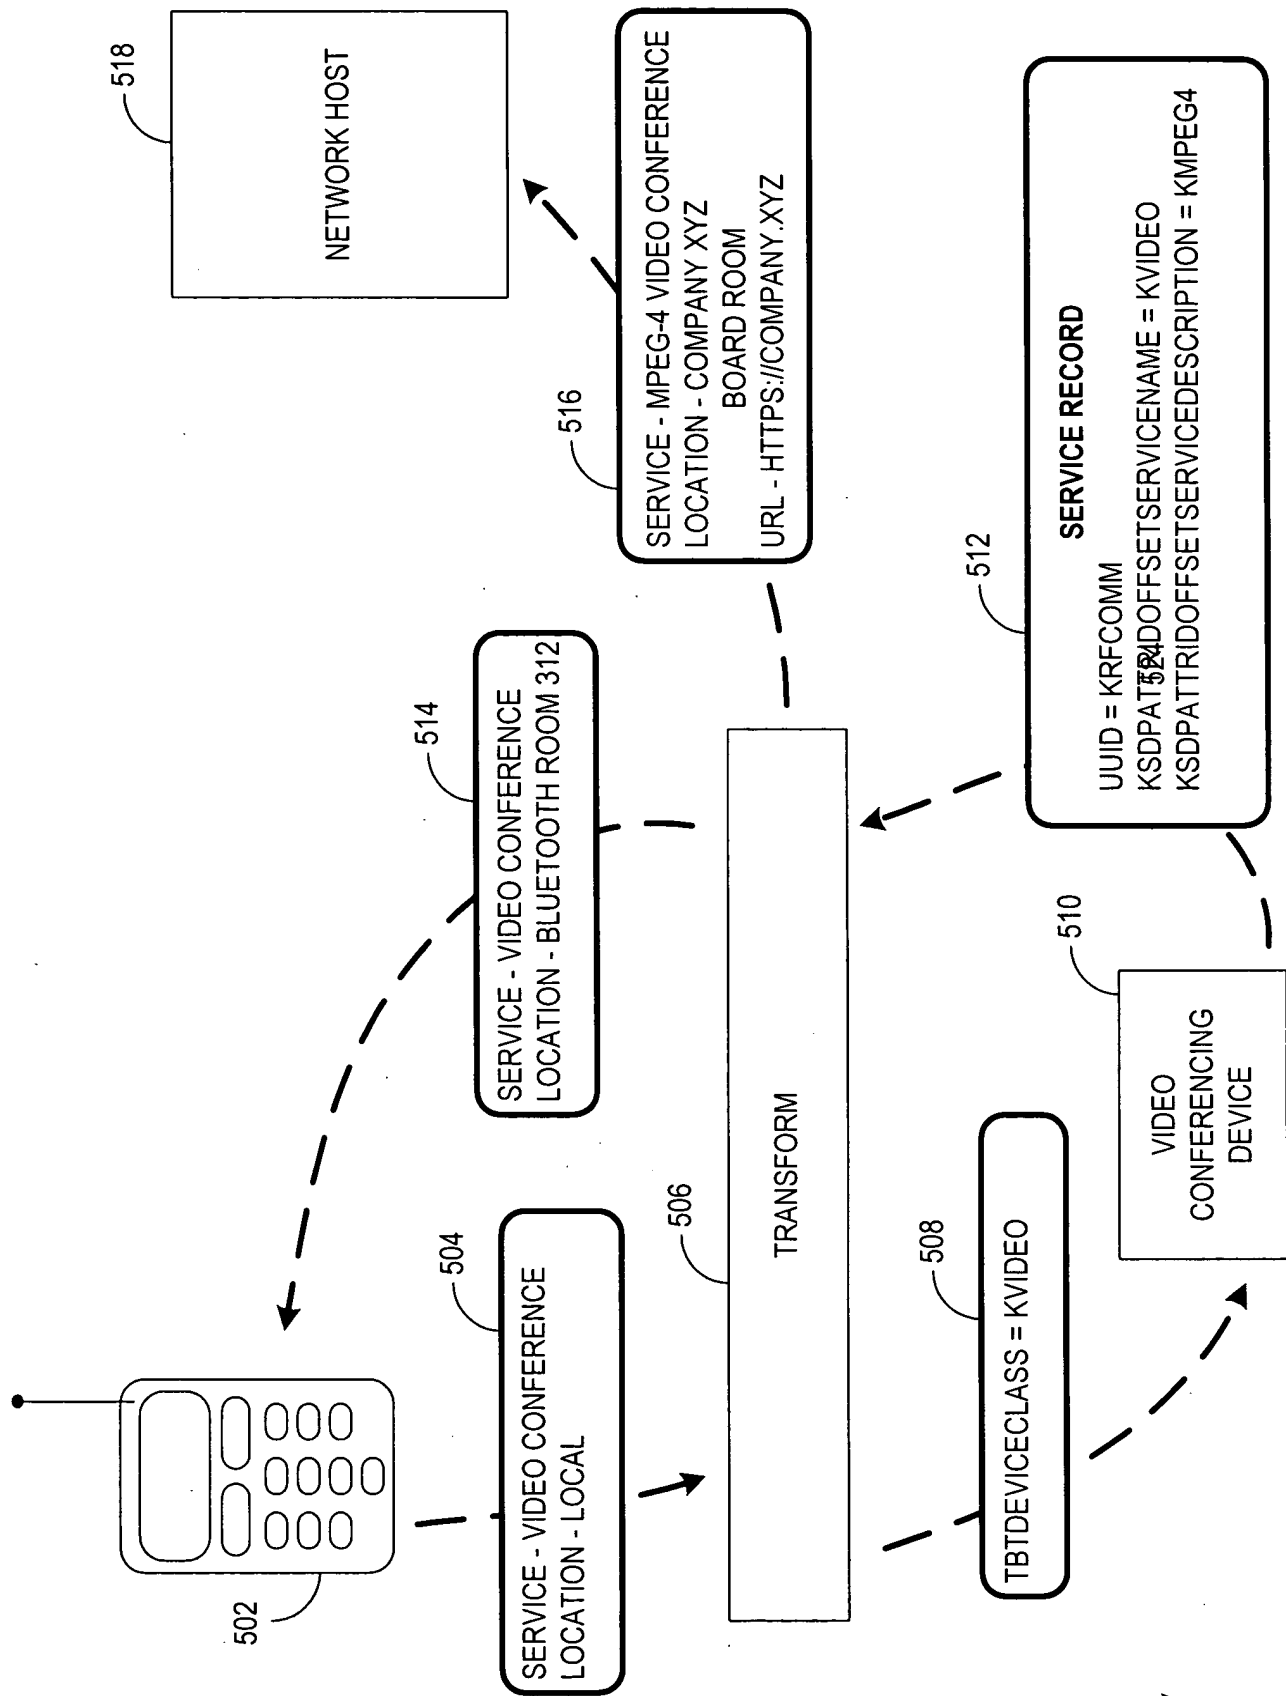 502
504
SERVICE - VIDEO CONFERENCE
LOCATION - LOCAL
514
SERVICE - VIDEO CONFERENCE
LOCATION - BLUETOOTH ROOM 312
516
SERVICE - MPEG-4 VIDEO CONFERENCE
LOCATION - COMPANY XYZ
BOARD ROOM
URL - HTTPS://COMPANY.XYZ
518
NETWORK HOST
506
TRANSFORM
508
TBTDEVICECLASS = KVIDEO
510
VIDEO
CONFERENCING
DEVICE
512
SERVICE RECORD
UUID = KRFCOMM
KSDPATTRIDOFFSETSERVICENAME = KVIDEO
524
KSDPATTRIDOFFSETSERVICEDESCRIPTION = KMPEG4